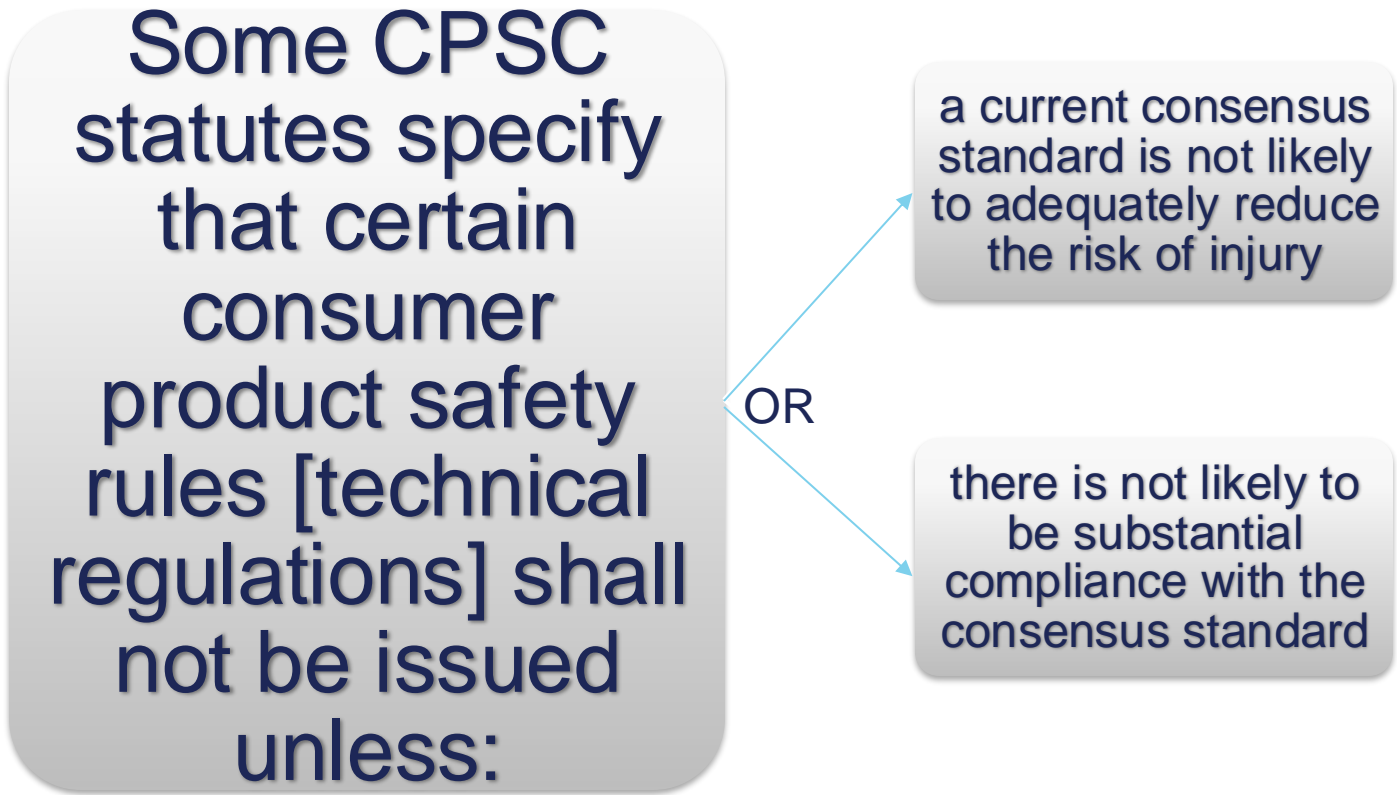 Some CPSC
statutes specify
that certain
consumer
product safety
rules [technical
regulations] shall
not be issued
unless:
OR
a current consensus
standard is not likely
to adequately reduce
the risk of injury
there is not likely to
be substantial
compliance with the
consensus standard